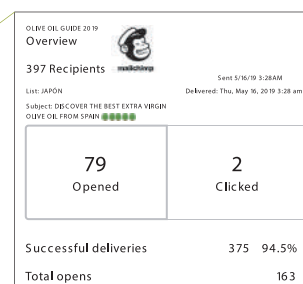 OLIVE OIL GUIDE 2019
Overview
397 Recipients
mailchimp
Sent 5/16/19 3:28AM
List: JAPÓN
Delivered: Thu, May 16, 2019 3:28 am
Subject: DISCOVER THE BEST EXTRA VIRGIN
OLIVE OIL FROM SPAIN
79
Opened
2
Clicked
Successful deliveries 375 94.5%
Total opens 163